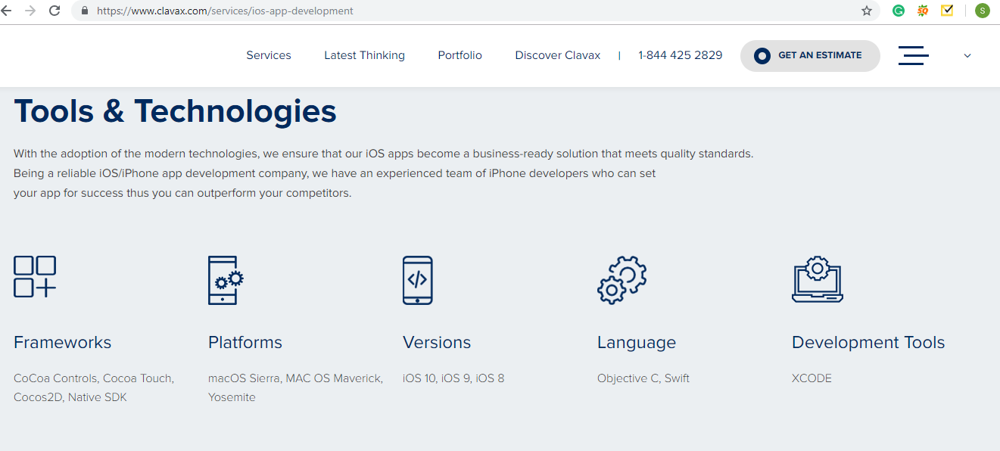 https://www.clavax.com/services/ios-app-development
S
Services Latest Thinking Portfolio Discover Clavax | 1-844 425 2829 GET AN ESTIMATE
Tools & Technologies
With the adoption of the modern technologies, we ensure that our iOS apps become a business-ready solution that meets quality standards.
Being a reliable iOS/iPhone app development company, we have an experienced team of iPhone developers who can set
your app for success thus you can outperform your competitors.
</>
Frameworks Platforms Versions Language Development Tools
CoCoa Controls, Cocoa Touch, macOS Sierra, MAC OS Maverick, iOS 10, iOS 9, iOS 8 Objective C, Swift XCODE
Cocos2D, Native SDK Yosemite